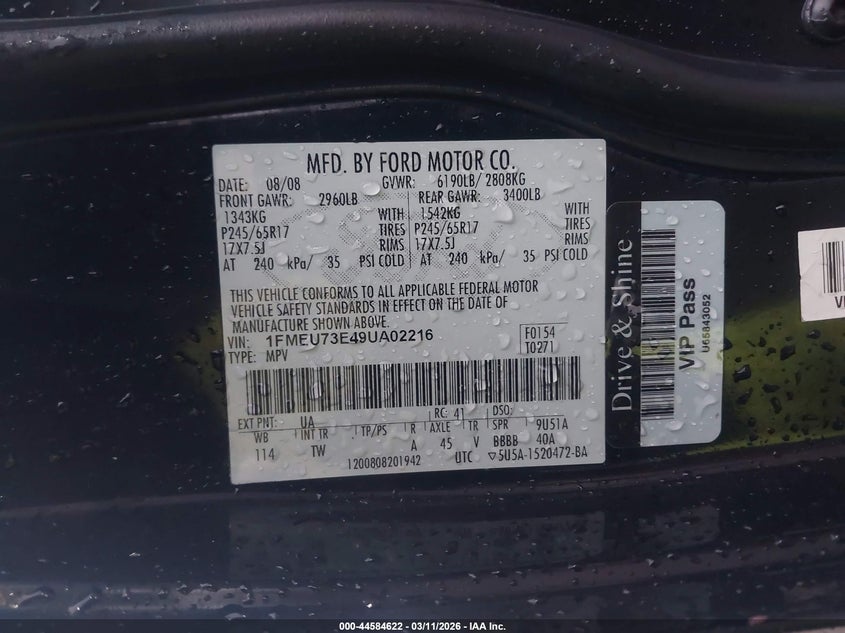 MFD. BY FORD MOTOR CO.
DATE: 08/08 GVWR: 6190LB/ 2808KG
FRONT GAWR: 2960LB REAR GAWR: 3400LB
1343KG WITH 1542KG WITH
P245/65R17 TIRES P245/65R17 TIRES
17X7.5J RIMS 17X7.5J RIMS
AT 240 kPa/ 35 PSI COLD AT 240 kPa/ 35 PSI COLD
THIS VEHICLE CONFORMS TO ALL APPLICABLE FEDERAL MOTOR
VEHICLE SAFETY STANDARDS IN EFFECT ON THE DATE OF
MANUFACTURE SHOWN ABOVE.
VIN: 1FMEU73E49UA02216 F0154
TYPE: MPV T0271
EXT PNT: UA RC: 41 DSO:
WB INT TR TP/PS R AXLE TR SPR 9U51A
114 TW A 45 V BBBB 40A
1200808201942 UTC ▽5U5A-1520472-BA
Drive & Shine
VIP Pass
U65843052
000-44584622 - 03/11/2026 - IAA Inc.